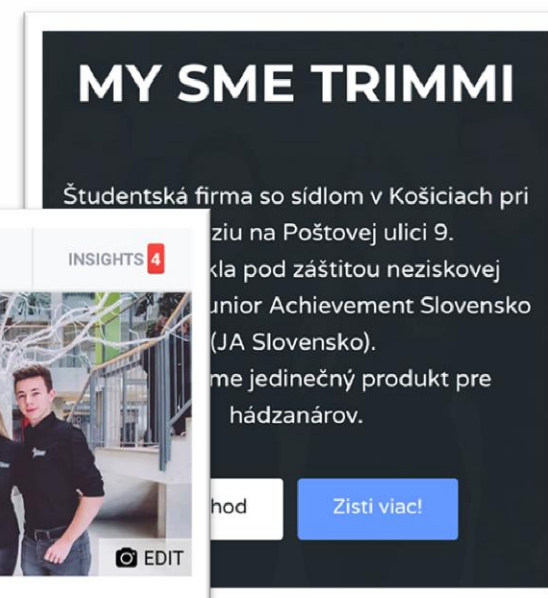 MY SME TRIMMI
Študentská firma so sídlom v Košiciach pri
ziu na Poštovej ulici 9.
kla pod záštitou neziskovej
unior Achievement Slovensko
(JA Slovensko).
me jedinečný produkt pre
hádzanárov.
hod
Zisti viac!
INSIGHTS 4
EDIT